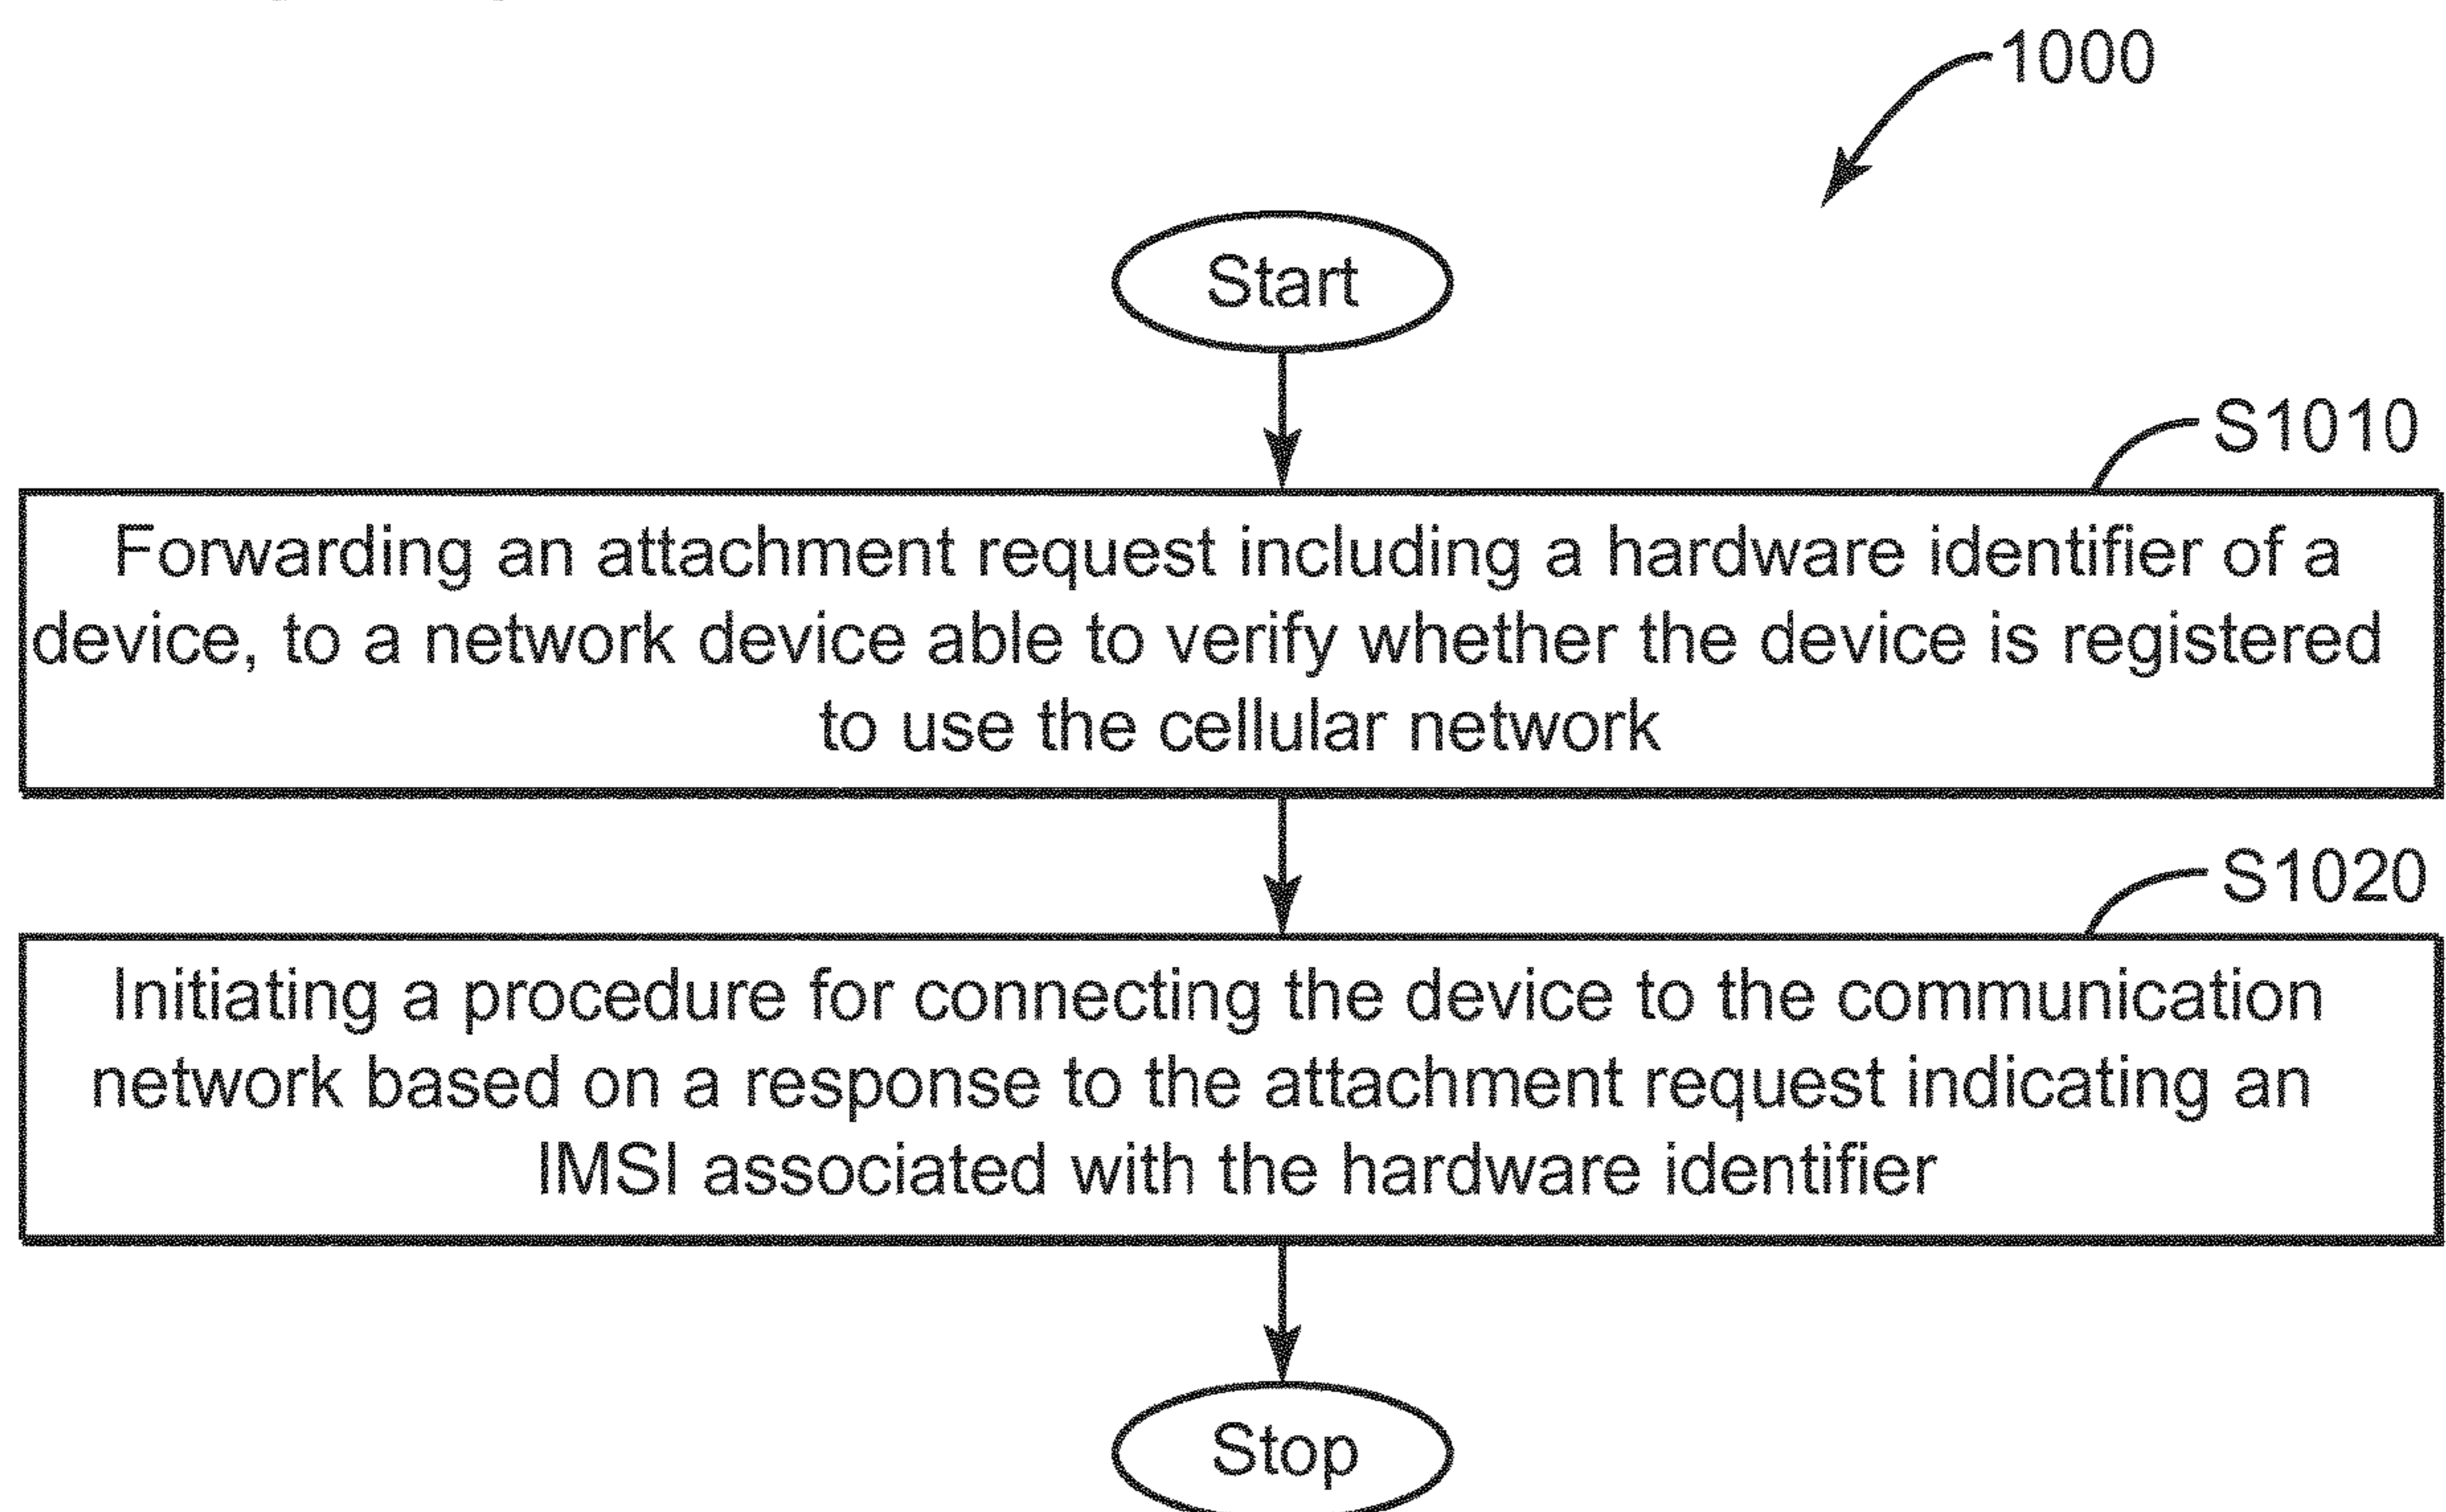 1000
Start
S1010
Forwarding an attachment request including a hardware identifier of a
device, to a network device able to verify whether the device is registered
to use the cellular network
S1020
Initiating a procedure for connecting the device to the communication
network based on a response to the attachment request indicating an
IMSI associated with the hardware identifier
Stop